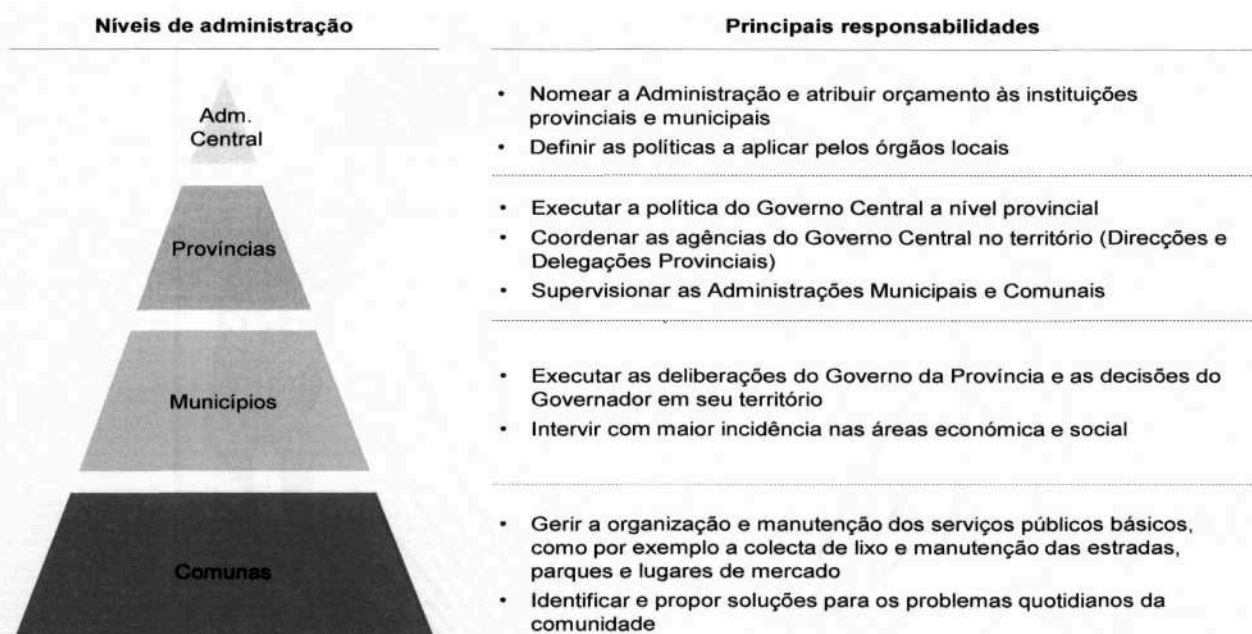 Níveis de administração
Principais responsabilidades
Adm.
Central
• Nomear a Administração e atribuir orçamento às instituições
provinciais e municipais
• Definir as políticas a aplicar pelos órgãos locais
Províncias
• Executar a política do Governo Central a nível provincial
• Coordenar as agências do Governo Central no território (Direcções e
Delegações Provinciais)
• Supervisionar as Administrações Municipais e Comunais
Municípios
• Executar as deliberações do Governo da Província e as decisões do
Governador em seu território
• Intervir com maior incidência nas áreas económica e social
Comunas
• Gerir a organização e manutenção dos serviços públicos básicos,
como por exemplo a colecta de lixo e manutenção das estradas,
parques e lugares de mercado
• Identificar e propor soluções para os problemas quotidianos da
comunidade